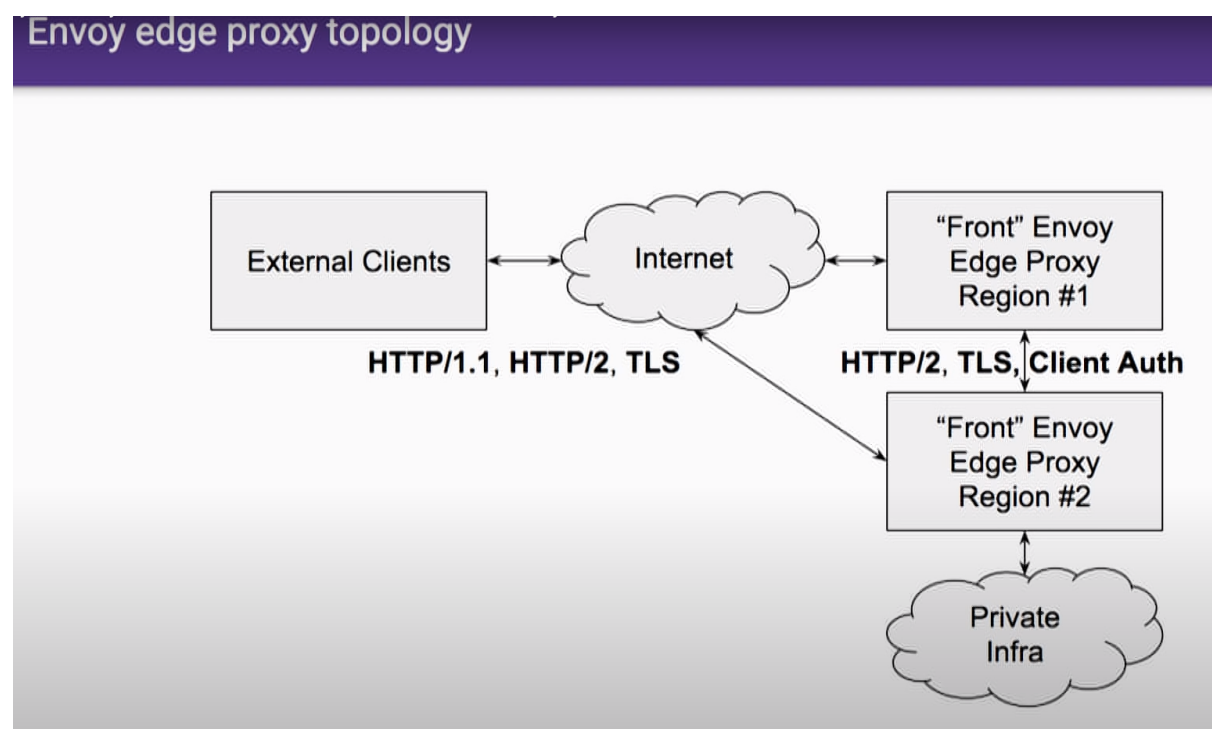 Envoy edge proxy topology
External Clients
Internet
“Front” Envoy
Edge Proxy
Region #1
HTTP/1.1, HTTP/2, TLS
HTTP/2, TLS, Client Auth
“Front” Envoy
Edge Proxy
Region #2
Private
Infra